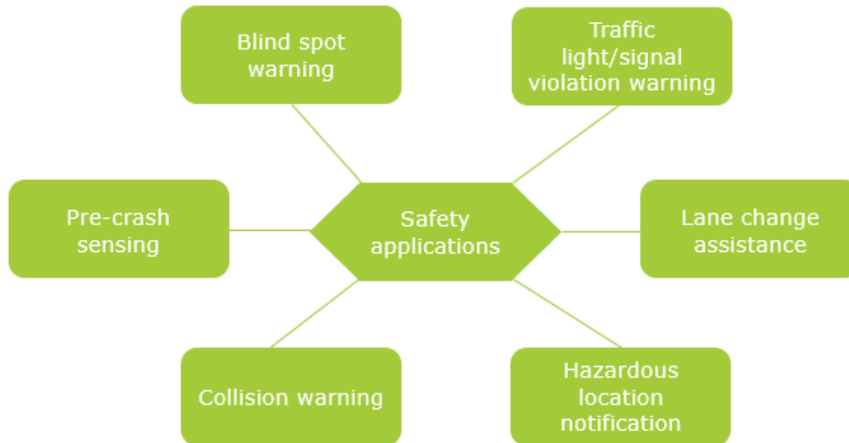 Blind spot
warning
Traffic
light/signal
violation warning
Pre-crash
sensing
Safety
applications
Lane change
assistance
Collision warning
Hazardous
location
notification